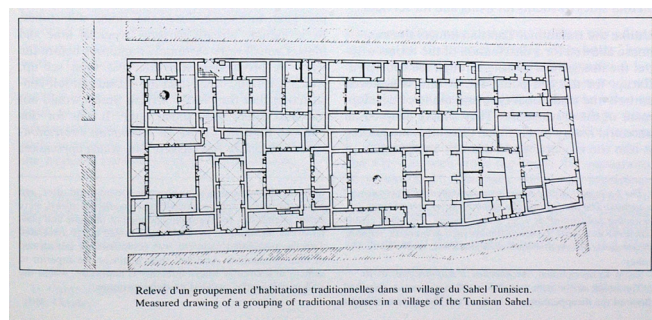 Relevé d'un groupement d'habitations traditionnelles dans un village du Sahel Tunisien.
Measured drawing of a grouping of traditional houses in a village of the Tunisian Sahel.